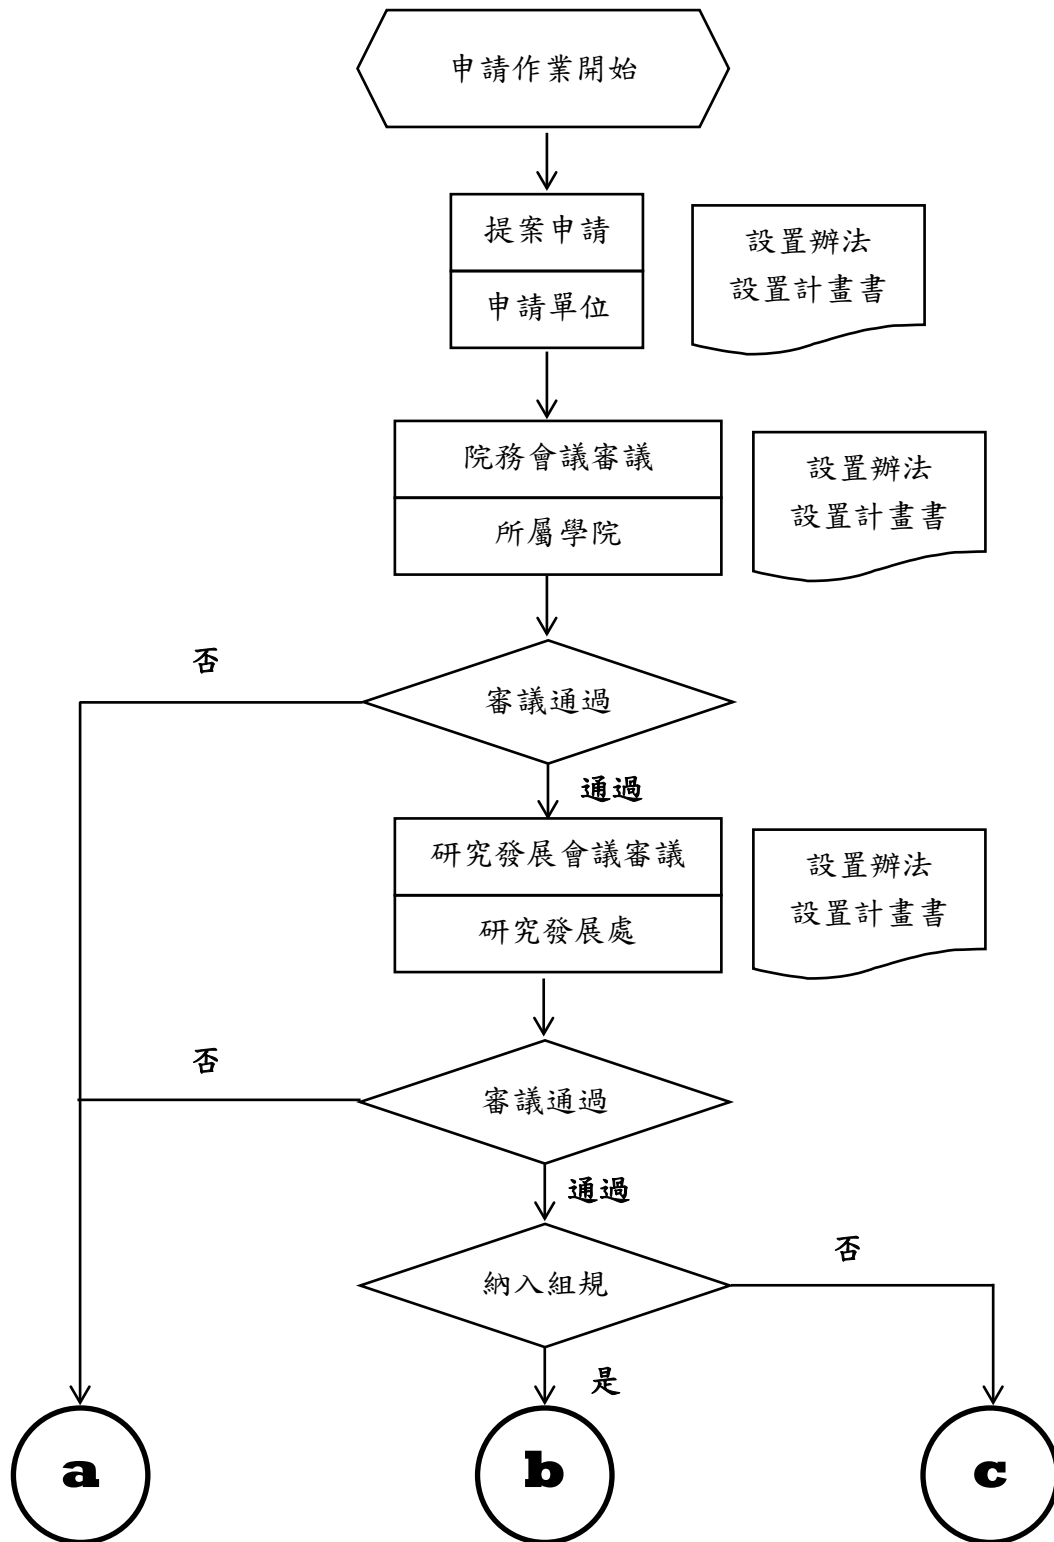 申請作業開始
提案申請
申請單位
設置辦法
設置計畫書
院務會議審議
所屬學院
設置辦法
設置計畫書
否
審議通過
通過
研究發展會議審議
研究發展處
設置辦法
設置計畫書
否
審議通過
通過
納入組規
否
是
a
b
c